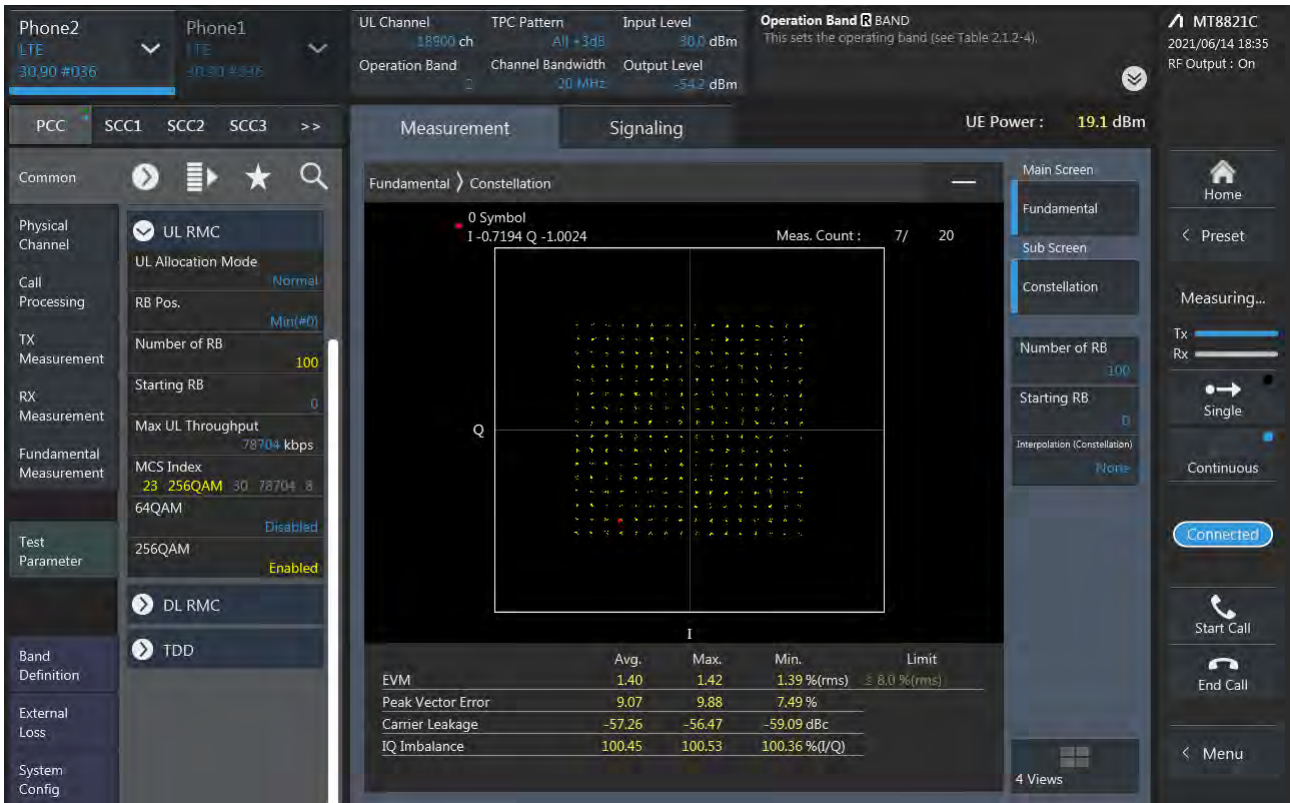 Phone2
LTE
30.90 #036
Phone1
LTE
30.90 #036
UL Channel
18900 ch
Operation Band
2
TPC Pattern
All +3dB
Channel Bandwidth
20 MHz
Input Level
30.0 dBm
Output Level
-54.2 dBm
Operation Band R BAND
This sets the operating band (see Table 2.1.2-4).
MT8821C
2021/06/14 18:35
RF Output : On
PCC SCC1 SCC2 SCC3 >>
Measurement
Signaling
UE Power : 19.1 dBm
Common
Physical
Channel
Call
Processing
TX
Measurement
RX
Measurement
Fundamental
Measurement
Test
Parameter
Band
Definition
External
Loss
System
Config
UL RMC
UL Allocation Mode
Normal
RB Pos.
Min(#0)
Number of RB
100
Starting RB
0
Max UL Throughput
78704 kbps
MCS Index
23 256QAM 30 78704 8
64QAM
Disabled
256QAM
Enabled
DL RMC
TDD
Fundamental Constellation
0 Symbol
I -0.7194 Q -1.0024
Meas. Count : 7/ 20
Q
I
Avg. Max. Min. Limit
EVM 1.40 1.42 1.39 %(rms) ≦ 8.0 %(rms)
Peak Vector Error 9.07 9.88 7.49 %
Carrier Leakage -57.26 -56.47 -59.09 dBc
IQ Imbalance 100.45 100.53 100.36 %(I/Q)
Main Screen
Fundamental
Sub Screen
Constellation
Number of RB
100
Starting RB
0
Interpolation (Constellation)
None
4 Views
Home
< Preset
Measuring...
Tx
Rx
Single
Continuous
Connected
Start Call
End Call
< Menu